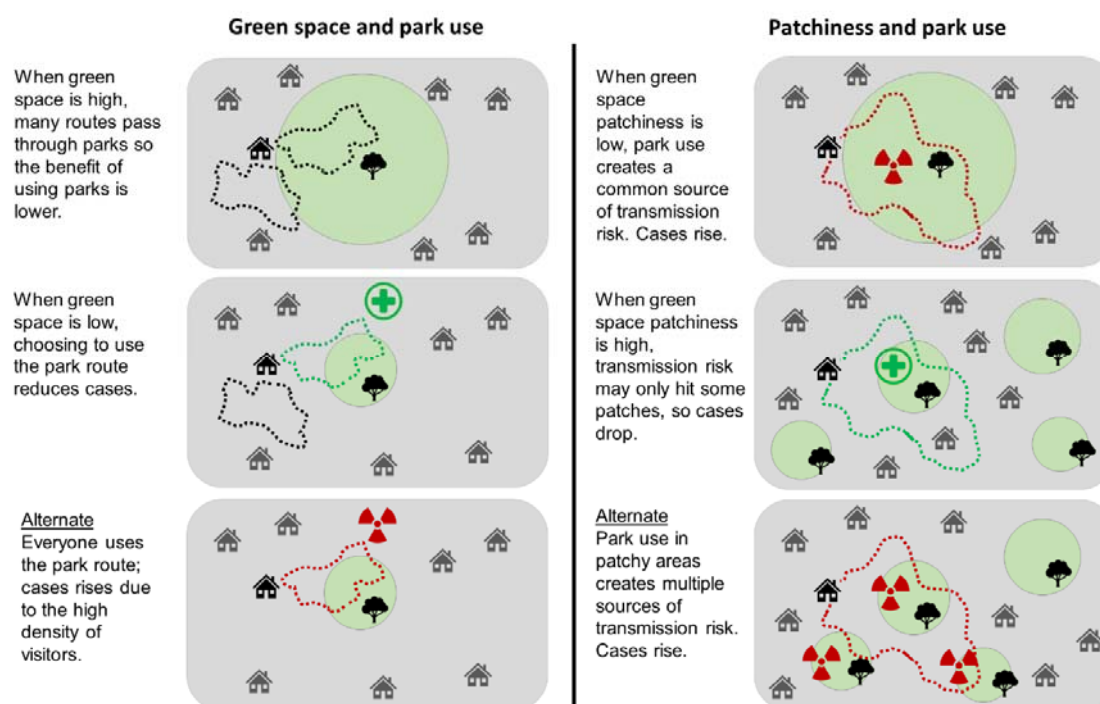 Green space and park use
When green
space is high,
many routes pass
through parks so
the benefit of
using parks is
lower.
When green
space is low,
choosing to use
the park route
reduces cases.
Alternate
Everyone uses
the park route;
cases rises due
to the high
density of
visitors.
Patchiness and park use
When green
space
patchiness is
low, park use
creates a
common source
of transmission
risk. Cases rise.
When green
space patchiness
is high,
transmission risk
may only hit some
patches, so cases
drop.
Alternate
Park use in
patchy areas
creates multiple
sources of
transmission risk.
Cases rise.